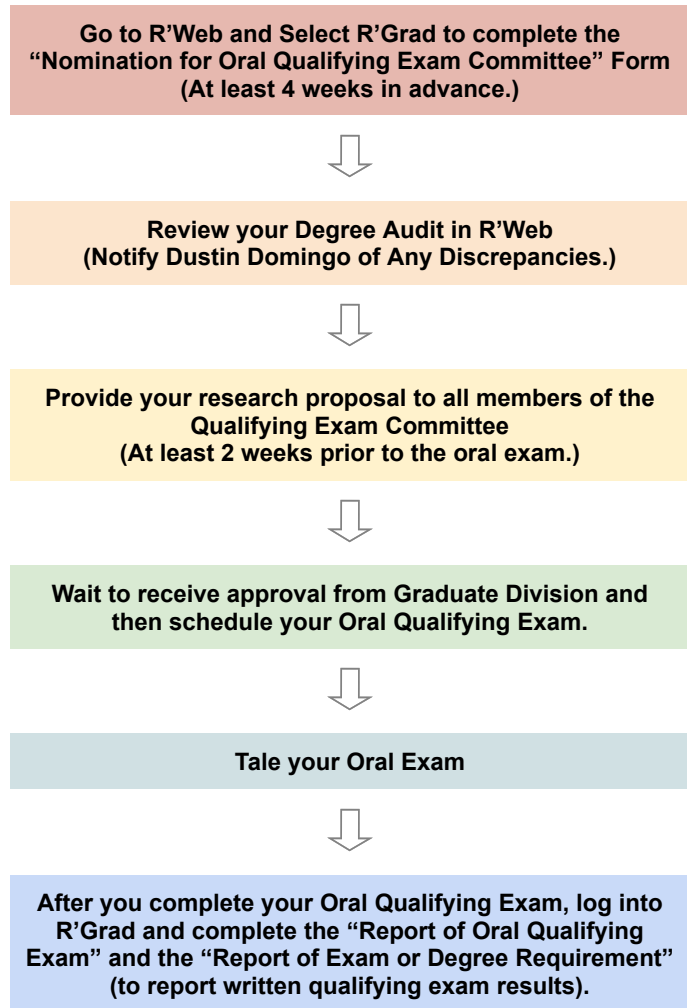 Go to R’Web and Select R’Grad to complete the
“Nomination for Oral Qualifying Exam Committee” Form
(At least 4 weeks in advance.)
Review your Degree Audit in R’Web
(Notify Dustin Domingo of Any Discrepancies.)
Provide your research proposal to all members of the
Qualifying Exam Committee
(At least 2 weeks prior to the oral exam.)
Wait to receive approval from Graduate Division and
then schedule your Oral Qualifying Exam.
Tale your Oral Exam
After you complete your Oral Qualifying Exam, log into
R’Grad and complete the “Report of Oral Qualifying
Exam” and the “Report of Exam or Degree Requirement”
(to report written qualifying exam results).